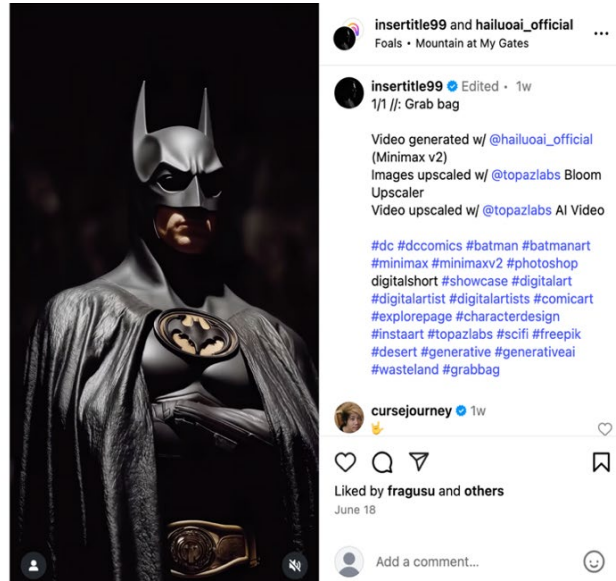 insertitle99 and hailuoai_official
Foals • Mountain at My Gates
insertitle99 Edited • 1w
1/1 //: Grab bag
Video generated w/ @hailuoai_official
(Minimax v2)
Images upscaled w/ @topazlabs Bloom
Upscaler
Video upscaled w/ @topazlabs AI Video
#dc #dccomics #batman #batmanart
#minimax #minimaxv2 #photoshop
digitalshort #showcase #digitalart
#digitalartist #digitalartists #comicart
#explorepage #characterdesign
#instaart #topazlabs #scifi #freepik
#desert #generative #generativeai
#wasteland #grabbag
cursejourney 1w
Liked by fragusu and others
June 18
Add a comment...